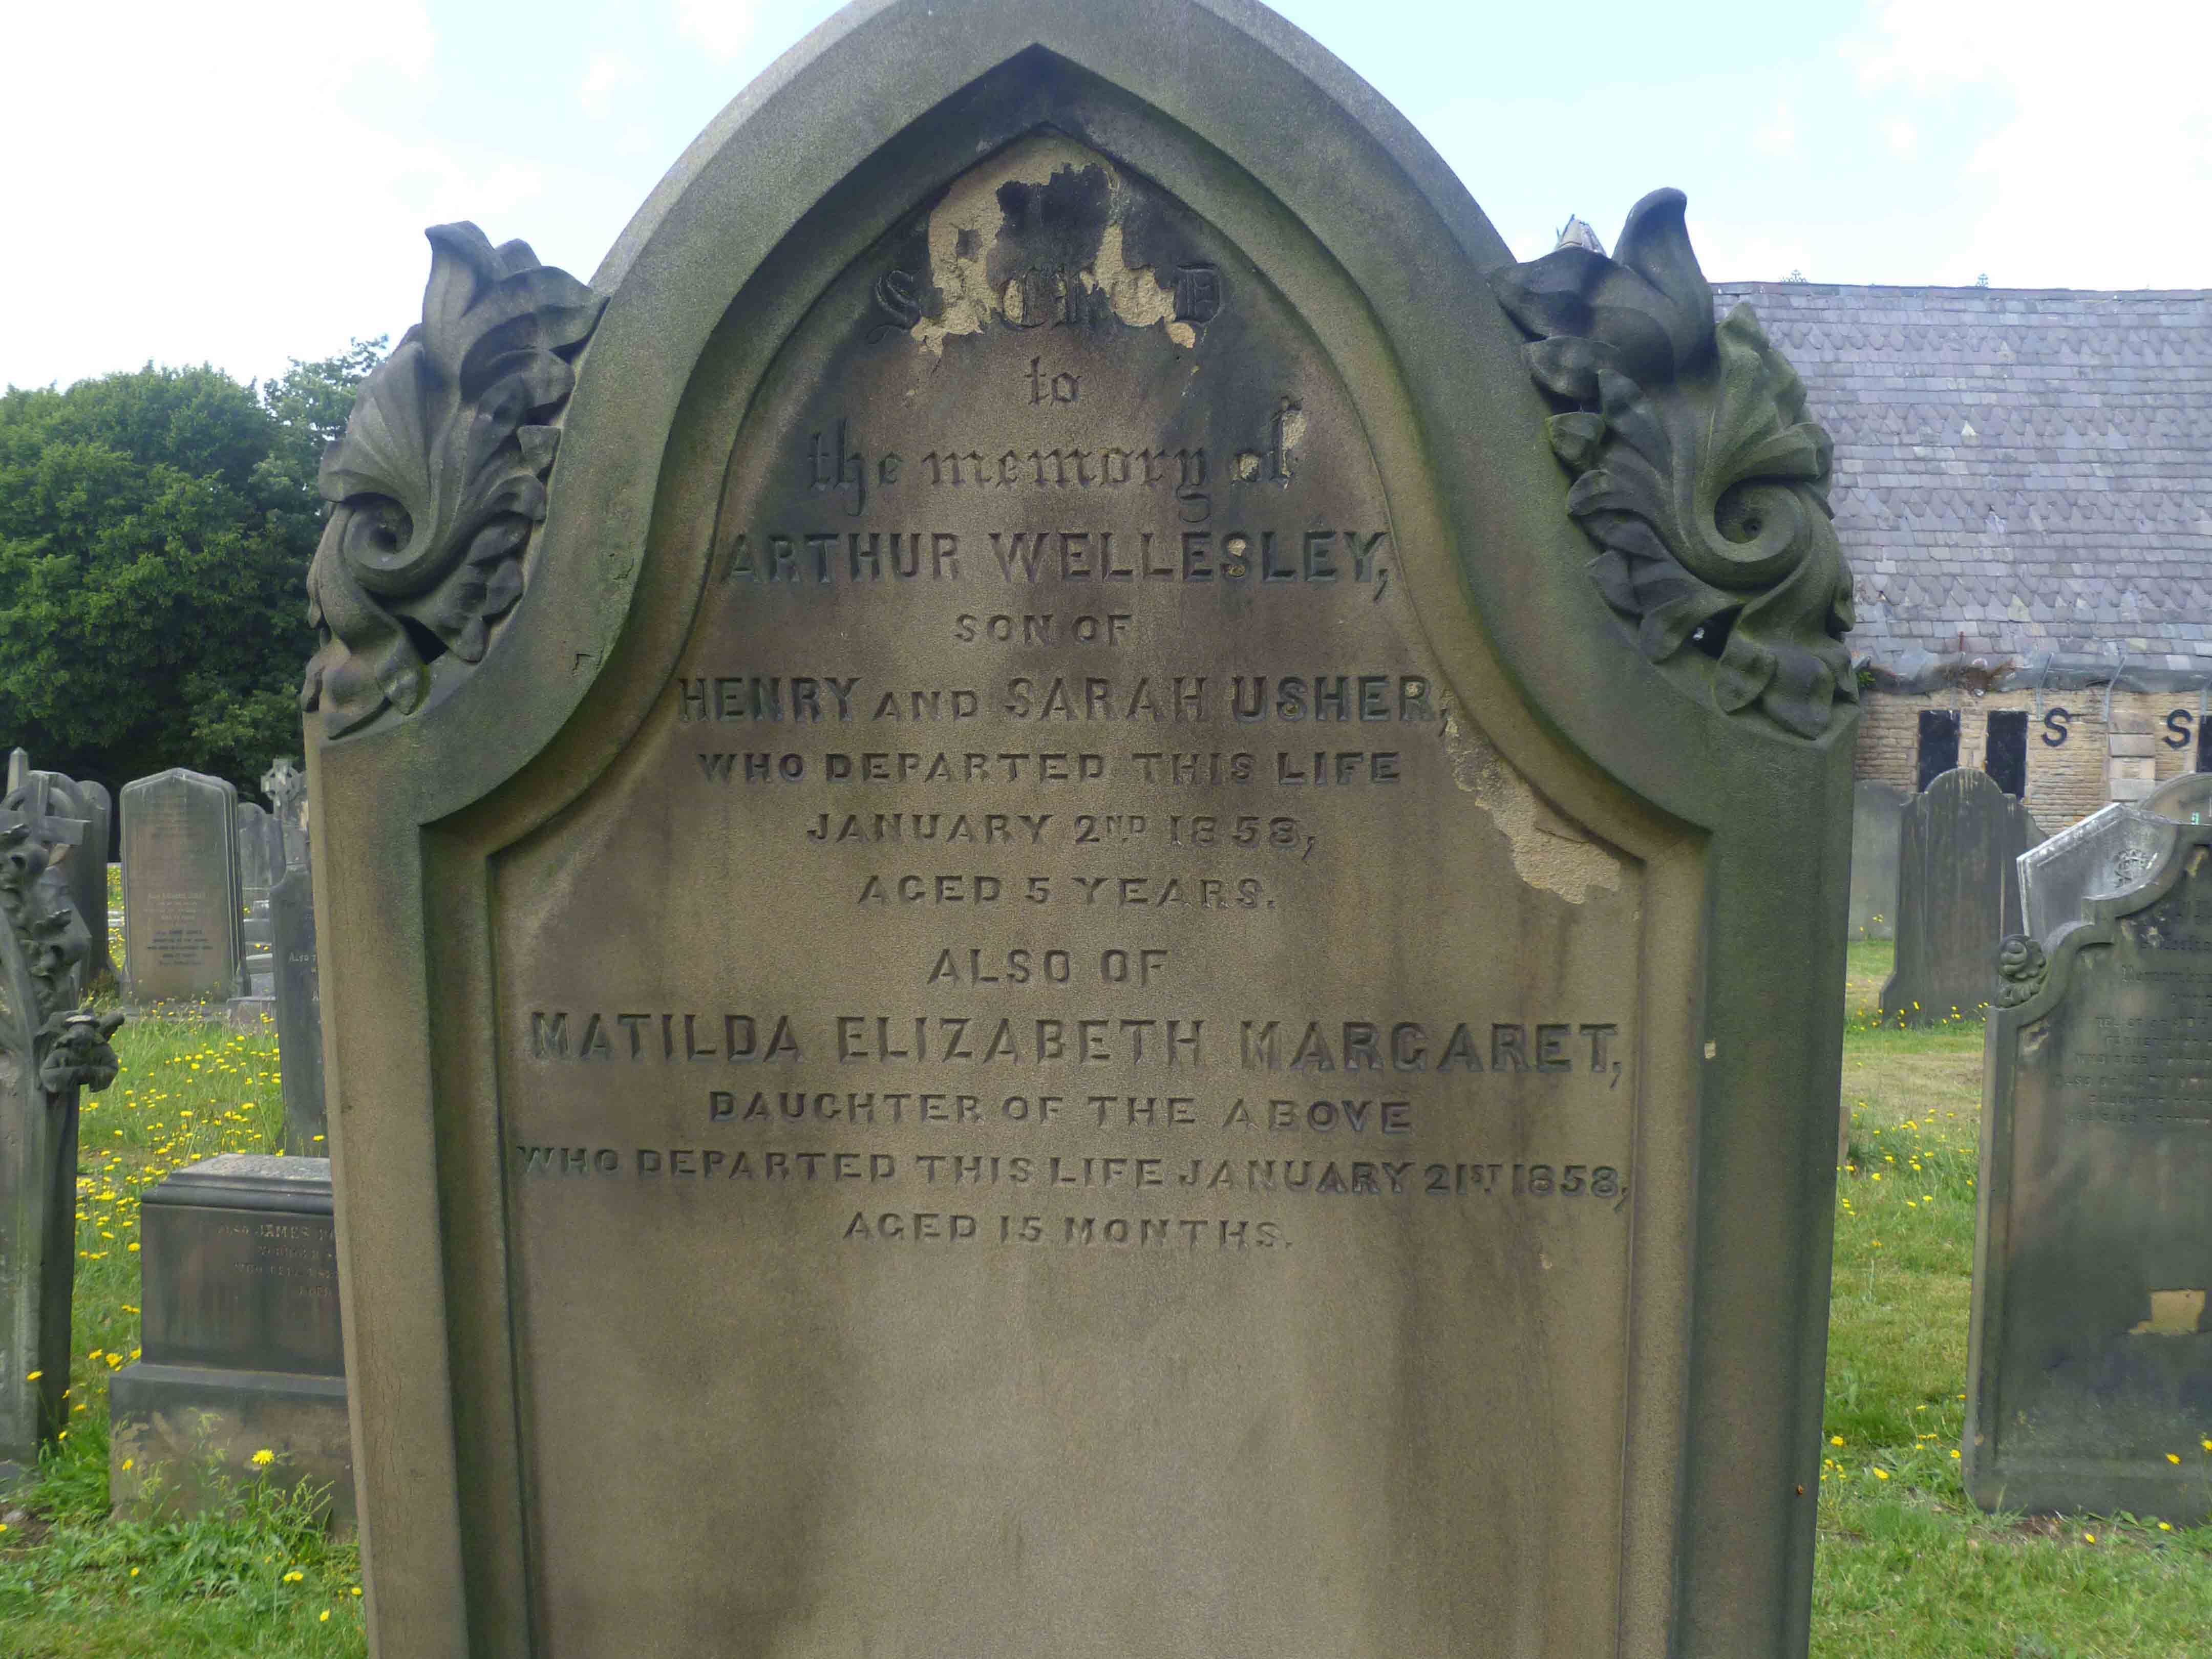 to
the memory of
ARTHUR WELLESLEY,
SON OF
HENRY AND SARAH USHER,
WHO DEPARTED THIS LIFE
JANUARY 2ND 1858,
AGED 5 YEARS.
ALSO OF
MATILDA ELIZABETH MARGARET,
DAUGHTER OF THE ABOVE
WHO DEPARTED THIS LIFE JANUARY 21ST 1858,
AGED 15 MONTHS.
ALSO JAMES
S S